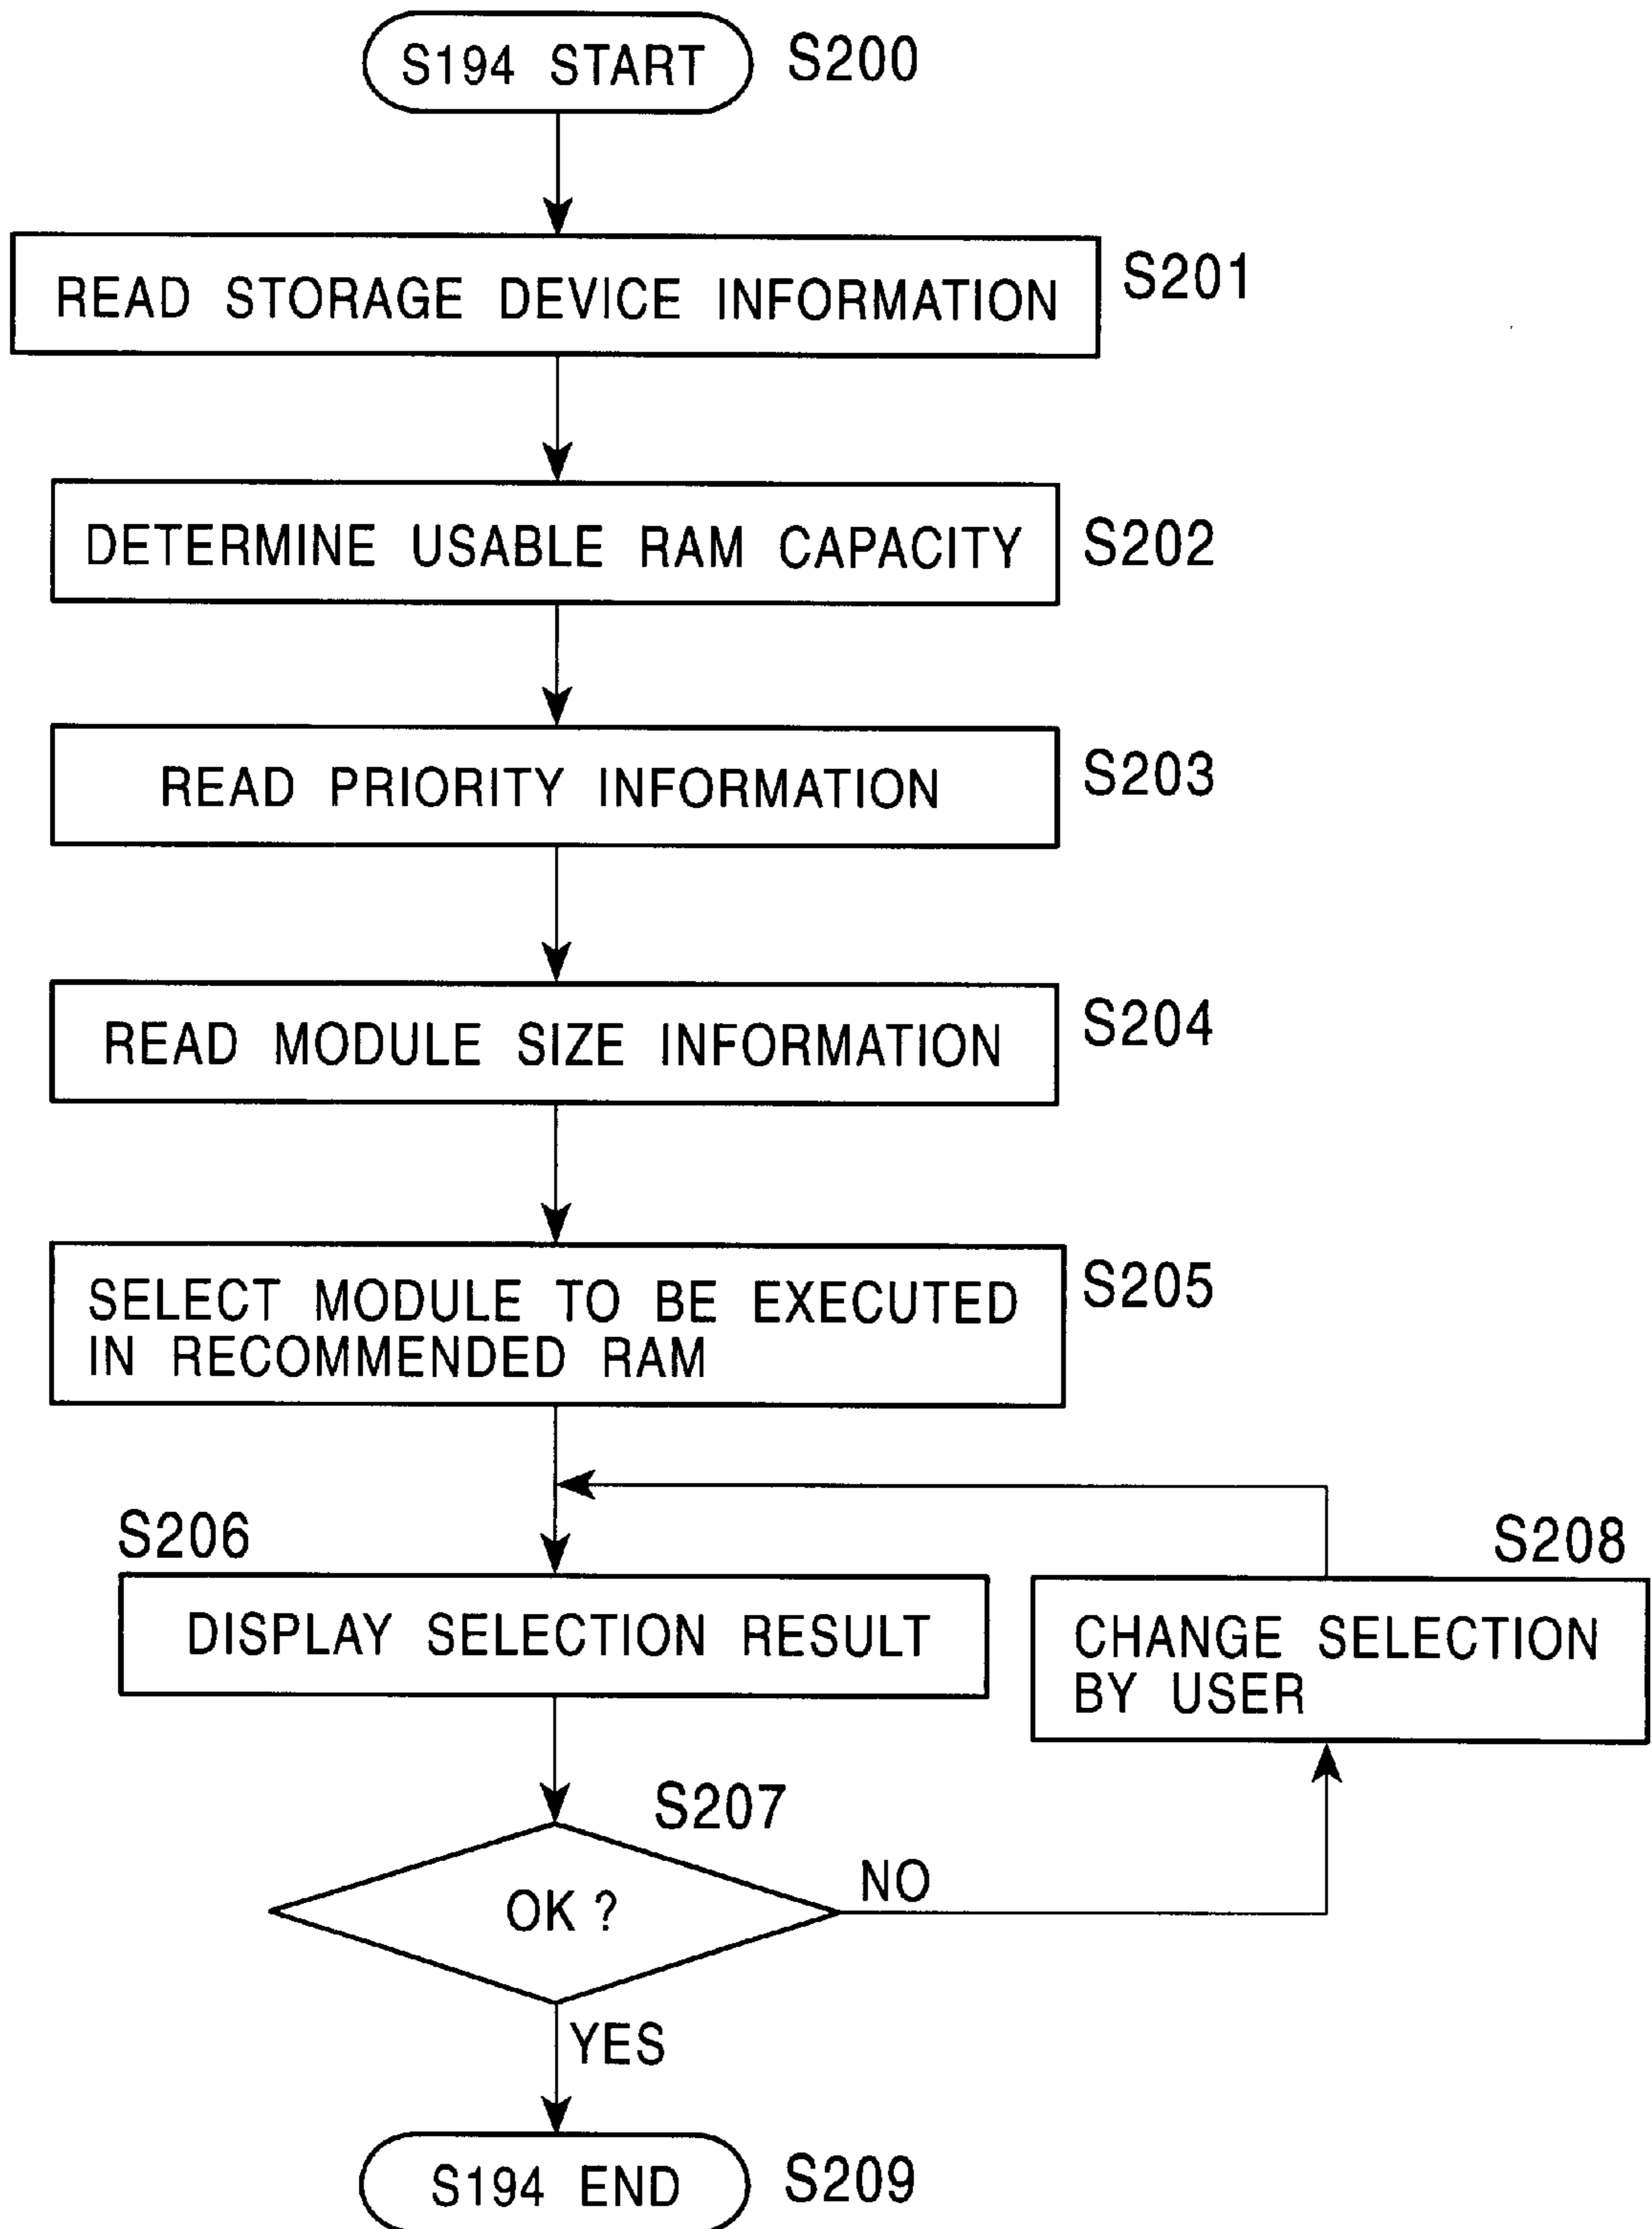 S194 START
S200
READ STORAGE DEVICE INFORMATION
S201
DETERMINE USABLE RAM CAPACITY
S202
READ PRIORITY INFORMATION
S203
READ MODULE SIZE INFORMATION
S204
SELECT MODULE TO BE EXECUTED
IN RECOMMENDED RAM
S205
S206
DISPLAY SELECTION RESULT
S208
CHANGE SELECTION
BY USER
S207
OK ?
NO
YES
S194 END
S209